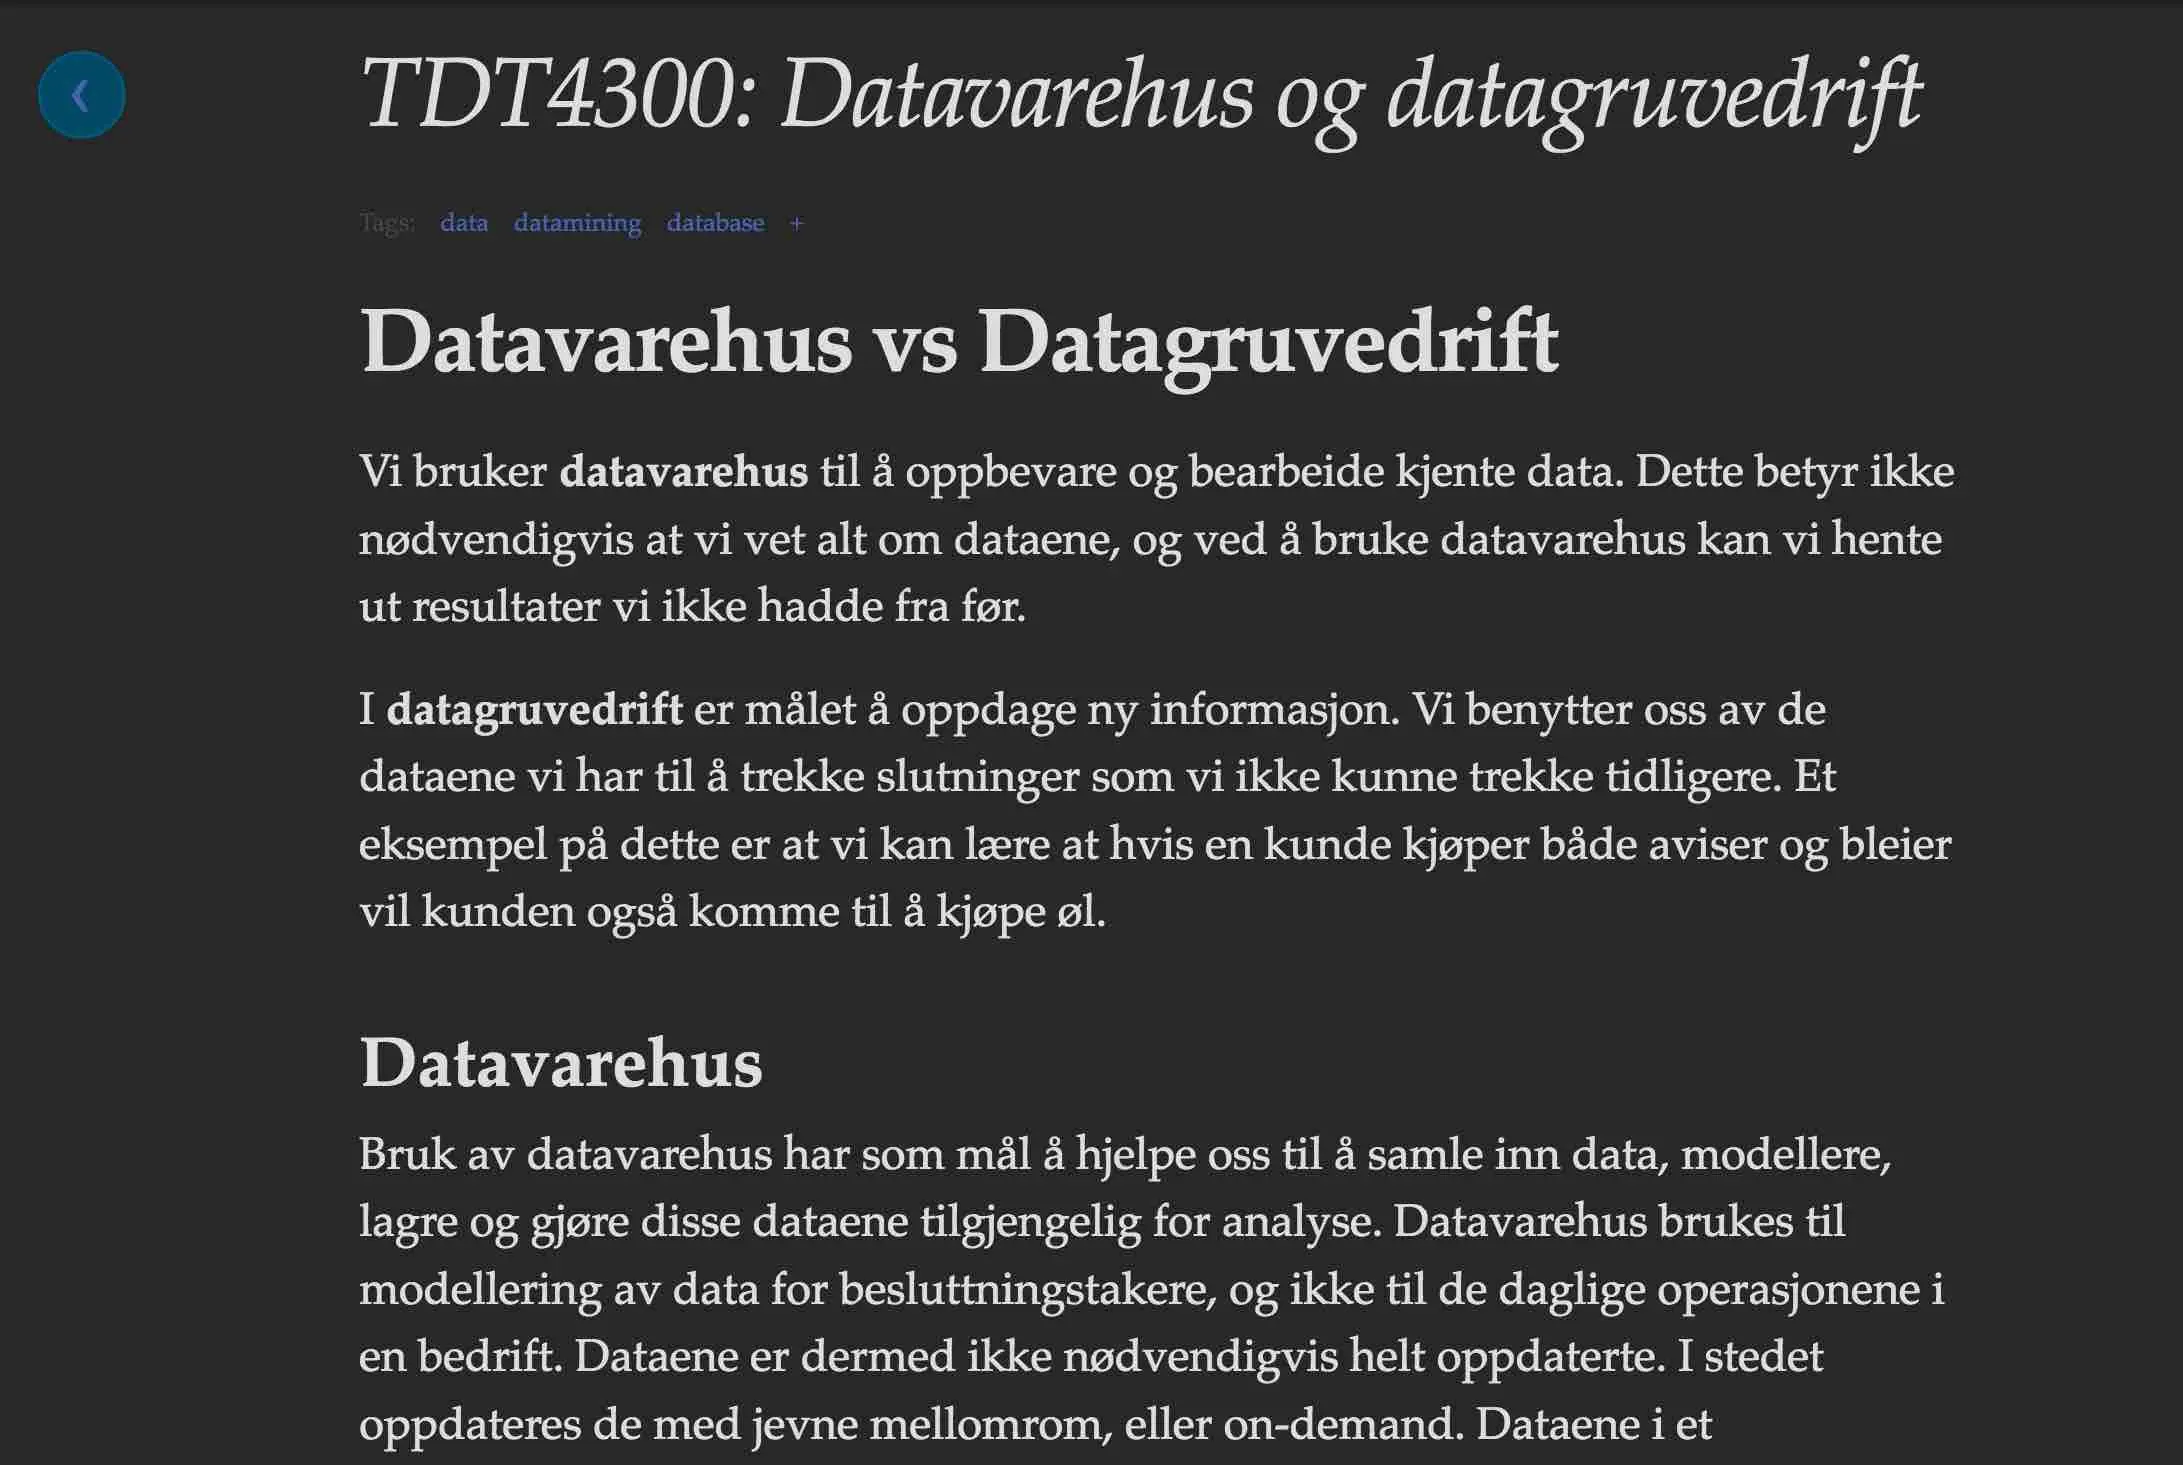 TDT4300: Datavarehus og datagruvedrift
Tags: data datamining database +
Datavarehus vs Datagruvedrift
Vi bruker datavarehus til å oppbevare og bearbeide kjente data. Dette betyr ikke
nødvendigvis at vi vet alt om dataene, og ved å bruke datavarehus kan vi hente
ut resultater vi ikke hadde fra før.
I datagruvedrift er målet å oppdage ny informasjon. Vi benytter oss av de
dataene vi har til å trekke slutninger som vi ikke kunne trekke tidligere. Et
eksempel på dette er at vi kan lære at hvis en kunde kjøper både aviser og bleier
vil kunden også komme til å kjøpe øl.
Datavarehus
Bruk av datavarehus har som mål å hjelpe oss til å samle inn data, modellere,
lagre og gjøre disse dataene tilgjengelig for analyse. Datavarehus brukes til
modellering av data for besluttningstakere, og ikke til de daglige operasjonene i
en bedrift. Dataene er dermed ikke nødvendigvis helt oppdaterte. I stedet
oppdateres de med jevne mellomrom, eller on-demand. Dataene i et